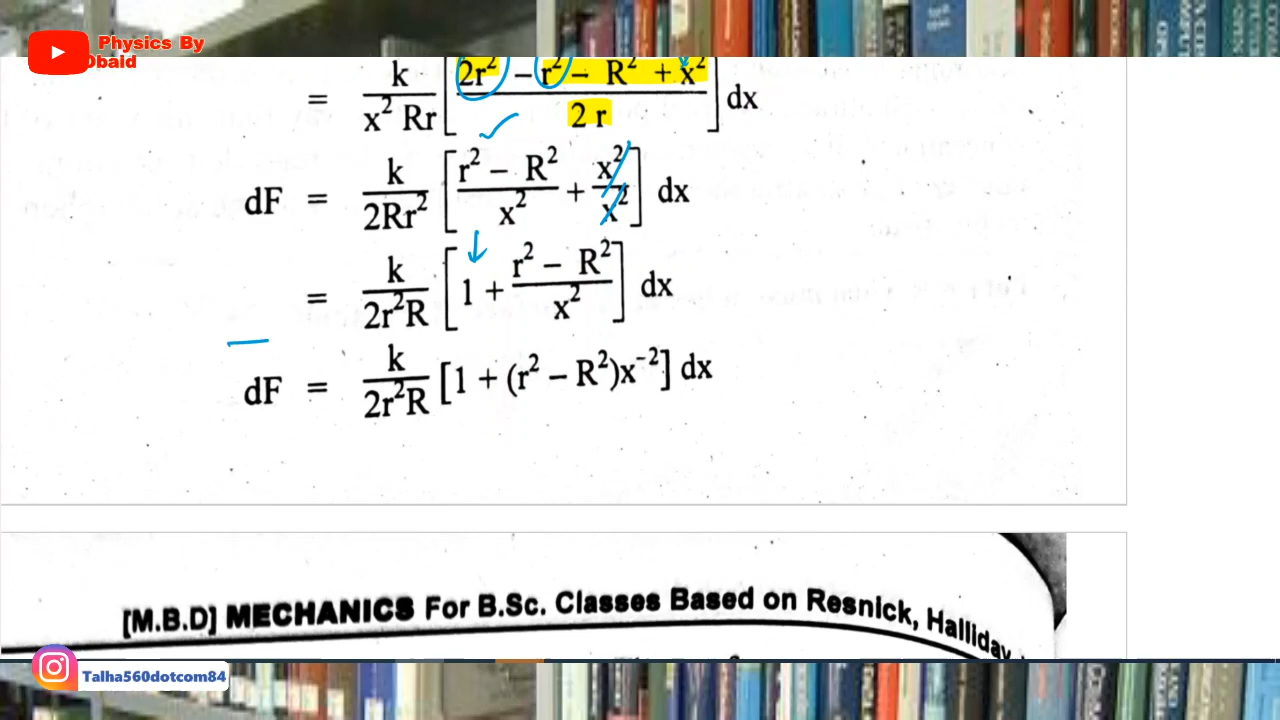 Physics By
Obaid
= k / x² Rr [ 2r² – r² – R² + x² / 2 r ] dx
dF = k / 2Rr² [ r² – R² / x² + x² / x² ] dx
= k / 2r²R [ 1 + r² – R² / x² ] dx
dF = k / 2r²R [1 + (r² – R²)x⁻²] dx
[M.B.D] MECHANICS For B.Sc. Classes Based on Resnick, Halliday
Talha560dotcom84